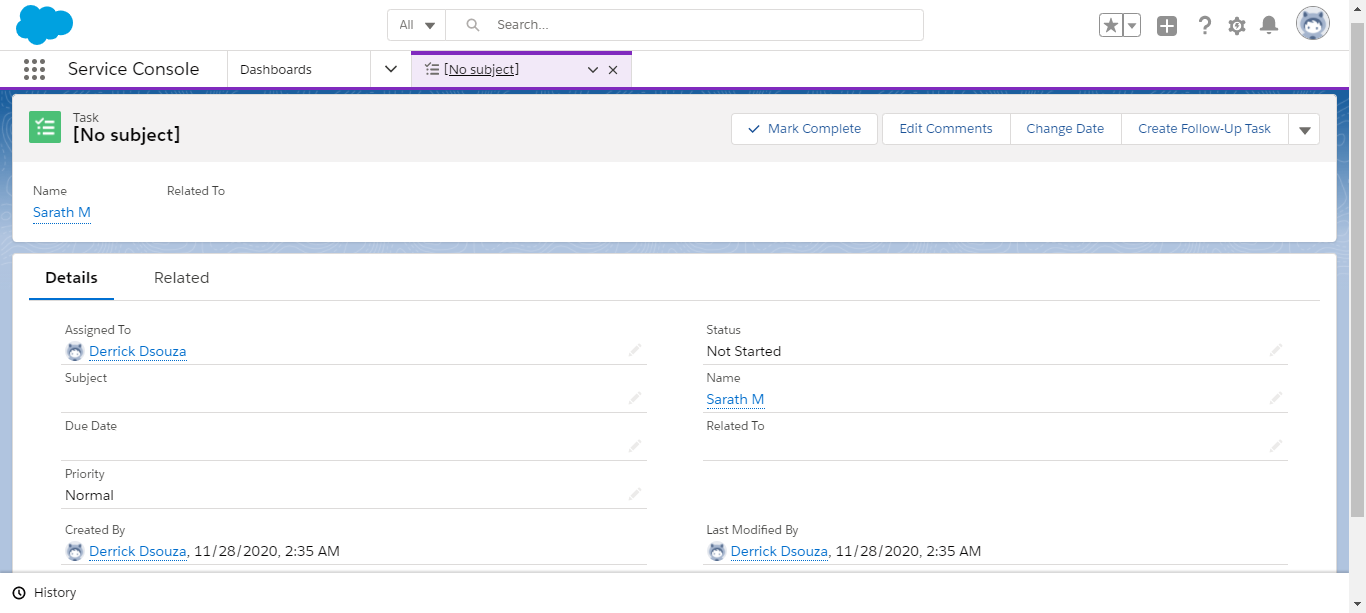 All
Search...
Service Console
Dashboards
[No subject]
Task
[No subject]
Mark Complete
Edit Comments
Change Date
Create Follow-Up Task
Name
Related To
Sarath M
Details
Related
Assigned To
Status
Derrick Dsouza
Not Started
Subject
Name
Sarath M
Due Date
Related To
Priority
Normal
Created By
Last Modified By
Derrick Dsouza, 11/28/2020, 2:35 AM
Derrick Dsouza, 11/28/2020, 2:35 AM
History